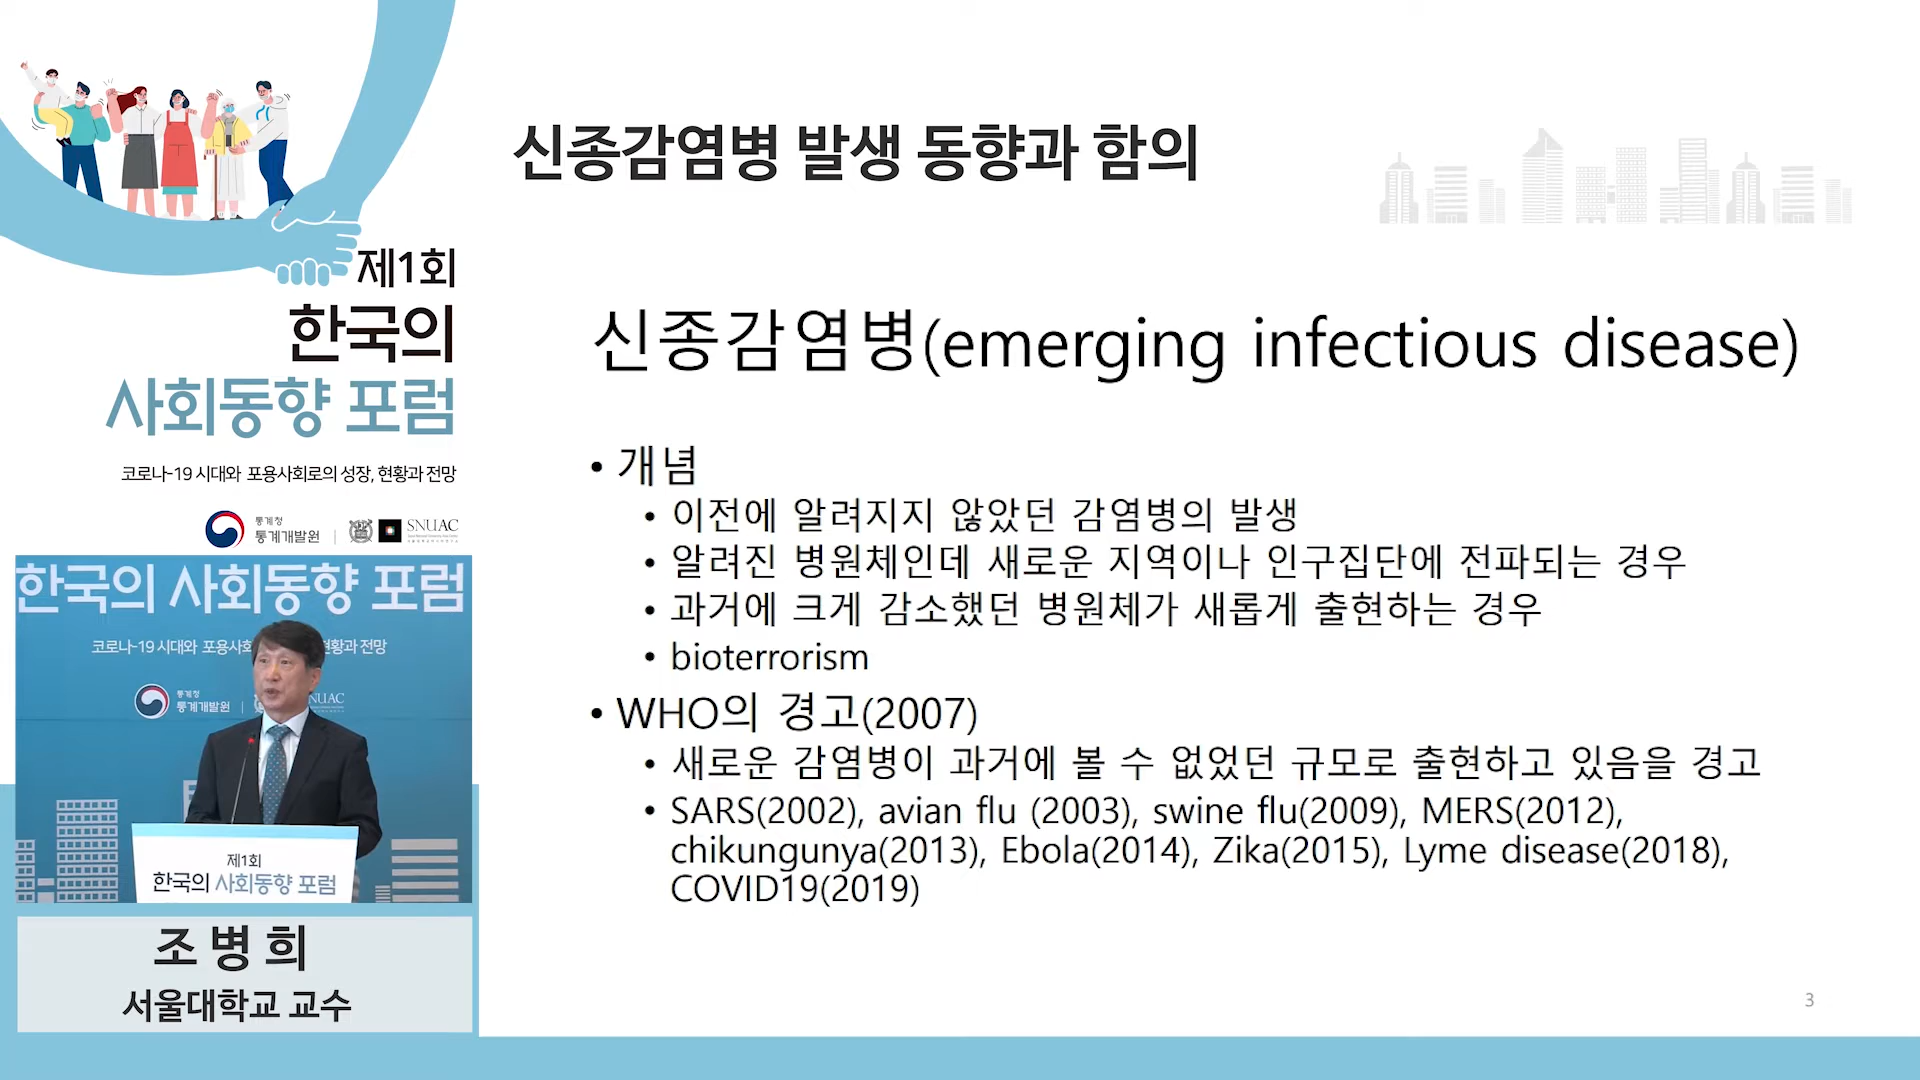 신종감염병 발생 동향과 함의
제1회
한국의
사회동향 포럼
코로나-19 시대와 포용사회로의 성장, 현황과 전망
통계청
통계개발원
SNUAC
신종감염병(emerging infectious disease)
• 개념
• 이전에 알려지지 않았던 감염병의 발생
• 알려진 병원체인데 새로운 지역이나 인구집단에 전파되는 경우
• 과거에 크게 감소했던 병원체가 새롭게 출현하는 경우
• bioterrorism
• WHO의 경고(2007)
• 새로운 감염병이 과거에 볼 수 없었던 규모로 출현하고 있음을 경고
• SARS(2002), avian flu (2003), swine flu(2009), MERS(2012),
chikungunya(2013), Ebola(2014), Zika(2015), Lyme disease(2018),
COVID19(2019)
3
한국의 사회동향 포럼
코로나-19 시대와 포용사회 현황과 전망
통계청
통계개발원
NUAC
제1회
한국의 사회동향 포럼
조병희
서울대학교 교수